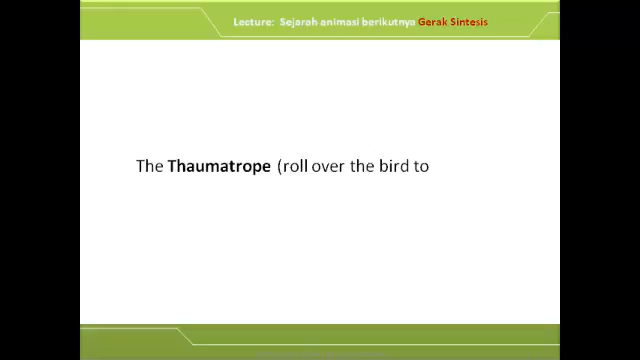 Lecture: Sejarah animasi berikutnya Gerak Sintesis
The Thaumatrope (roll over the bird to